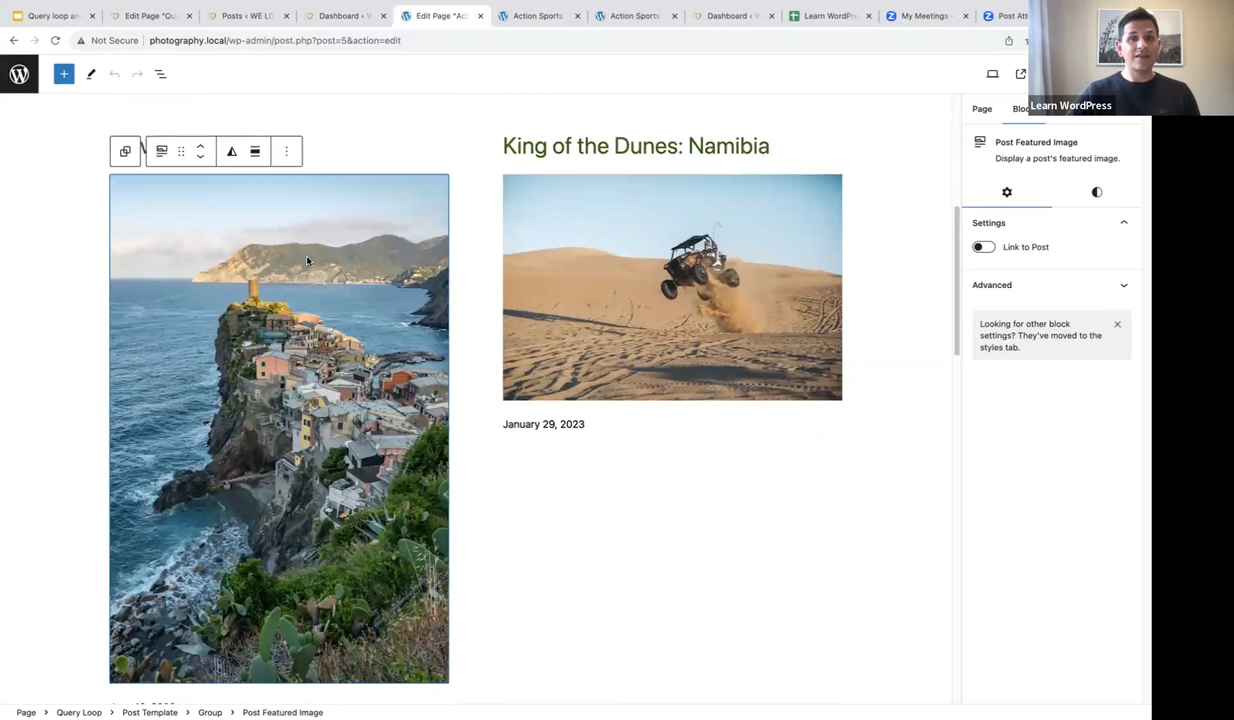 Query loop an
Edit Page "Qu
Posts ‹ WE LO
Dashboard ‹ W
Edit Page "Ac
Action Sports
Action Sports
Dashboard ‹ W
Learn WordPre
My Meetings -
Post Att
Not Secure
photography.local/wp-admin/post.php?post=5&action=edit
Learn WordPress
Page
Bloc
King of the Dunes: Namibia
Post Featured Image
Display a post's featured image.
Settings
Link to Post
Advanced
Looking for other block
settings? They've moved to the
styles tab.
January 29, 2023
Page
Query Loop
Post Template
Group
Post Featured Image